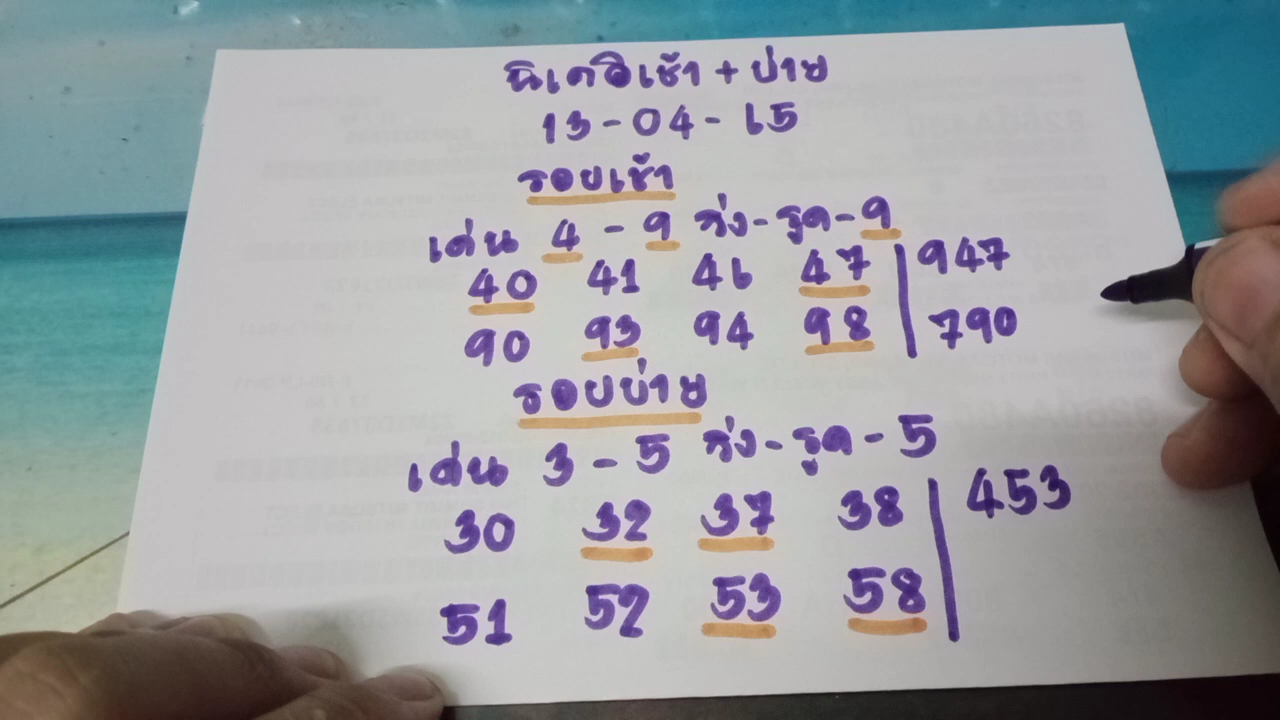 นิเคอิเช้า + บ่าย
13-04-65
รอบเช้า
เด่น 4 - 9 กิ่ง-รูด-9
40 41 46 47 | 947
90 93 94 98 | 790
รอบบ่าย
เด่น 3 - 5 กิ่ง-รูด-5
30 32 37 38 | 453
51 52 53 58